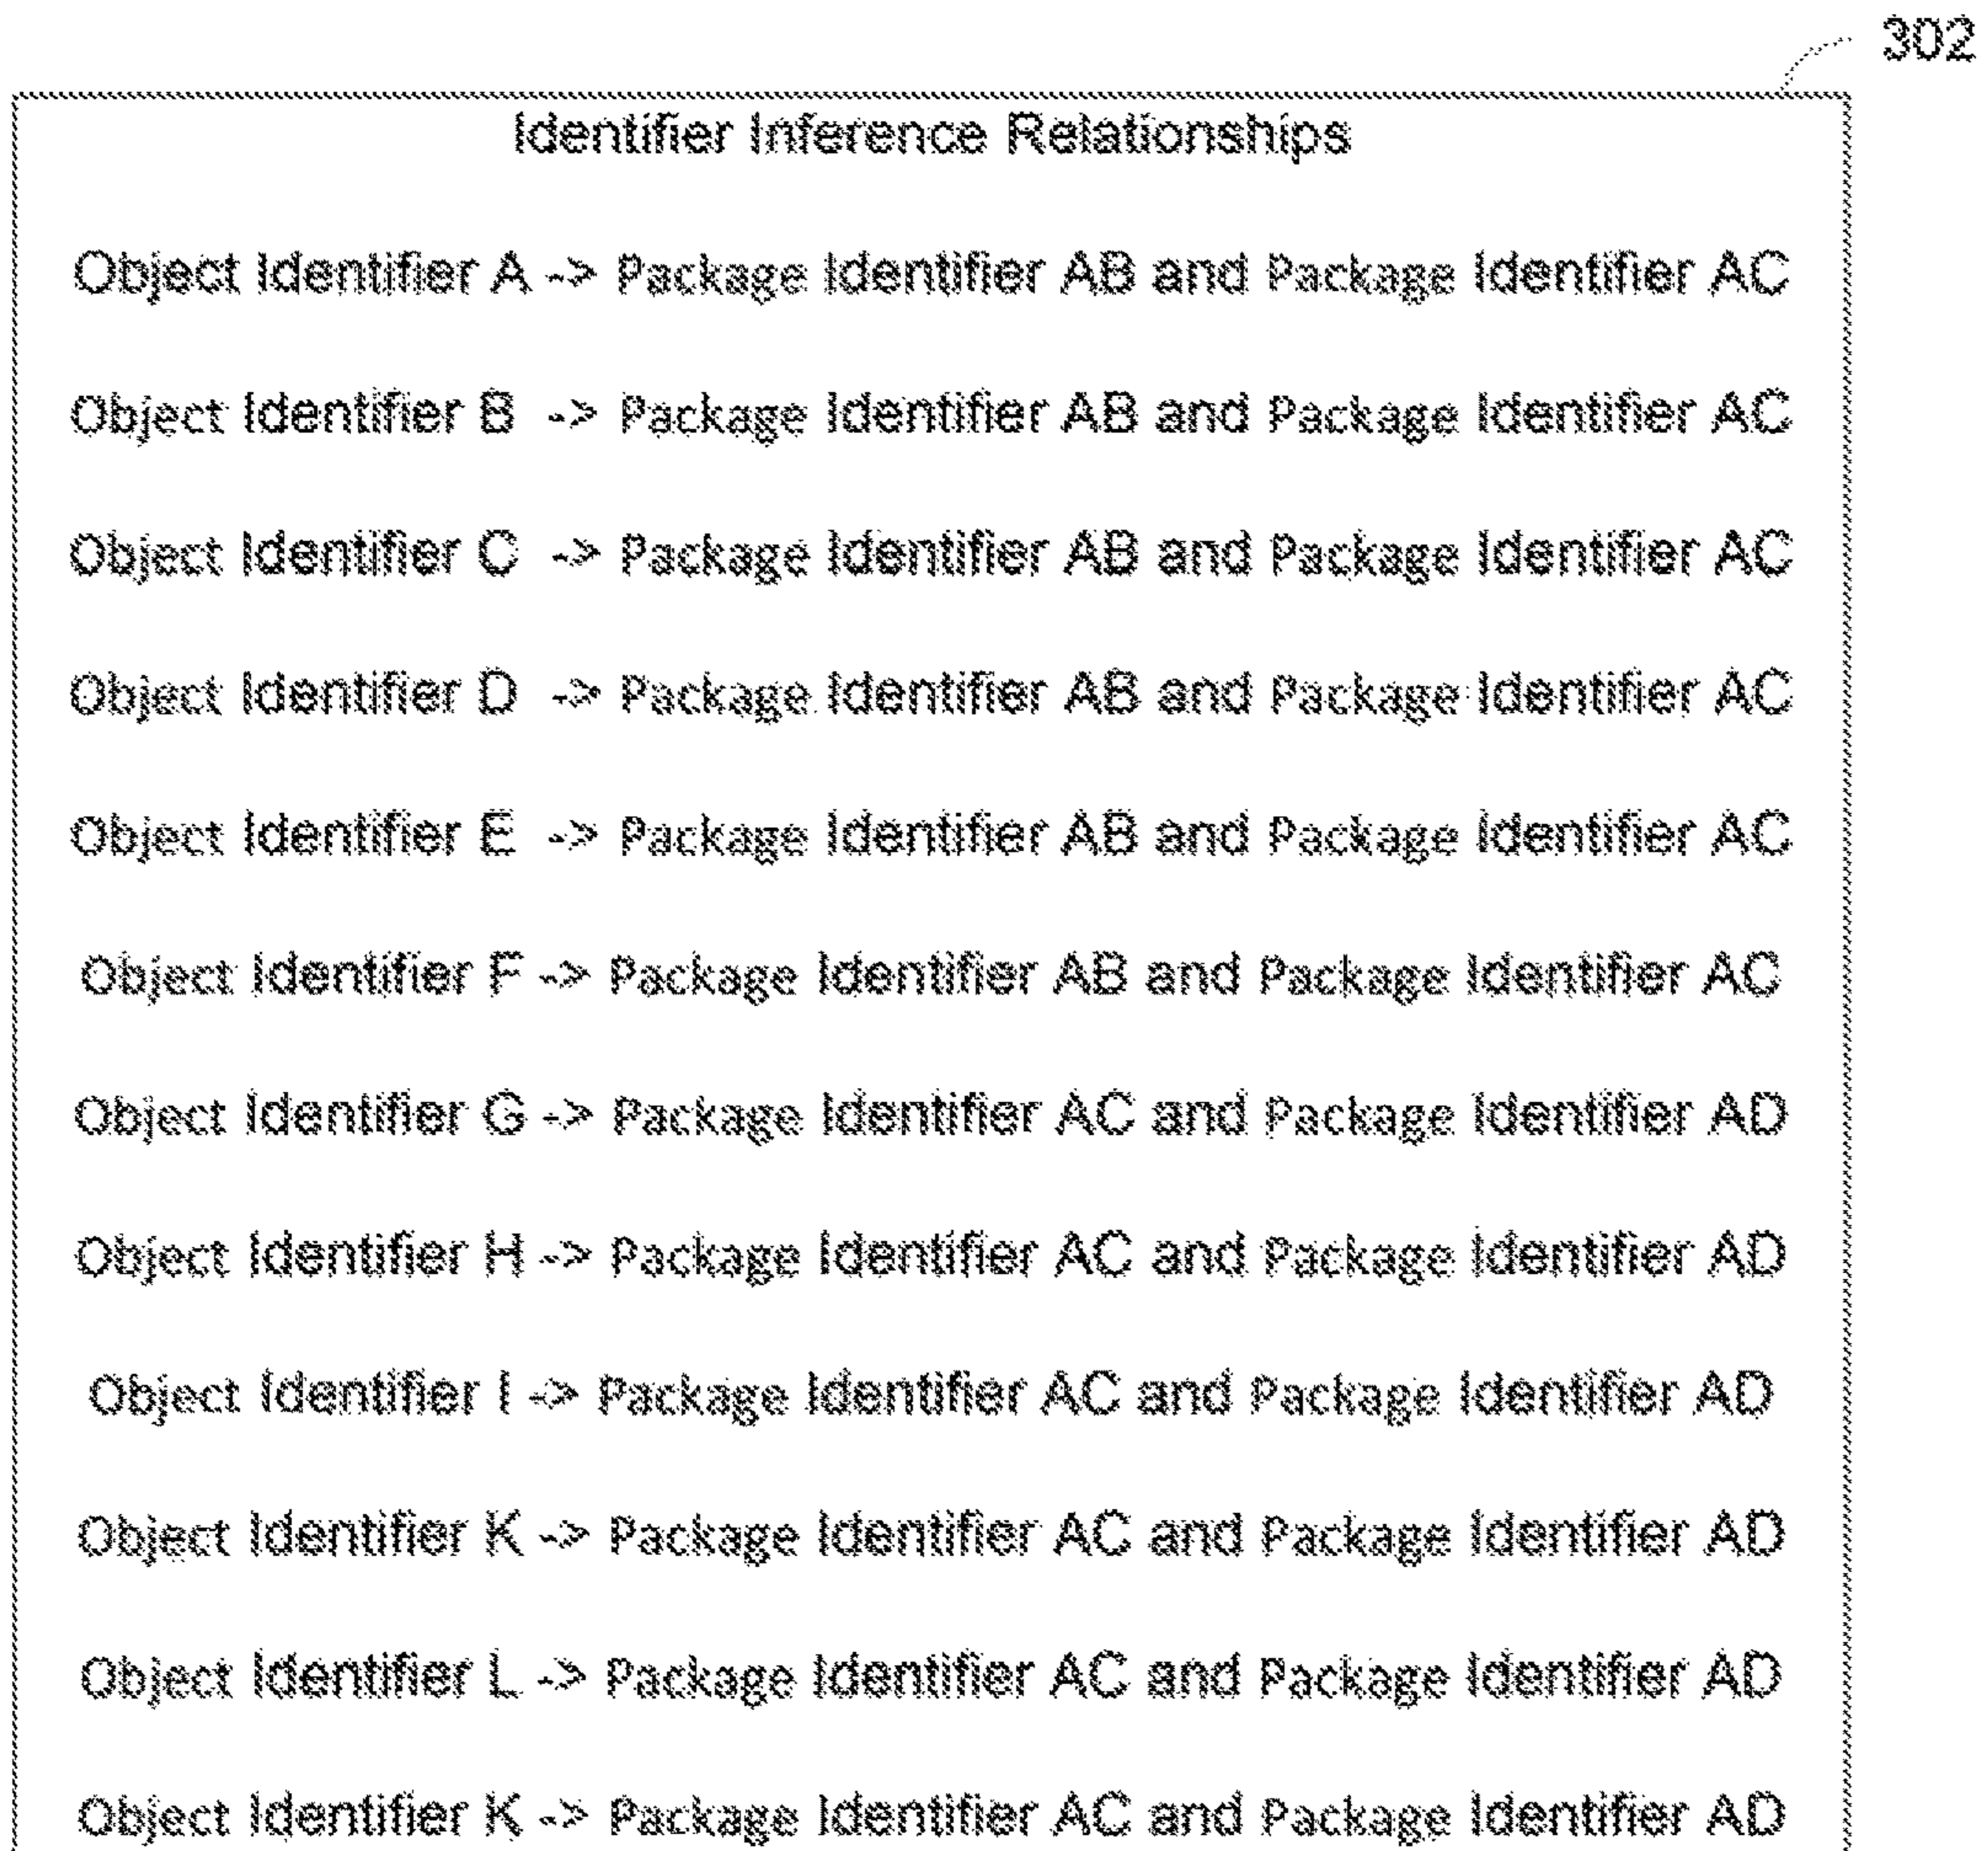 302
Identifier Inference Relationships
Object Identifier A -> Package Identifier AB and Package Identifier AC
Object Identifier B -> Package Identifier AB and Package Identifier AC
Object Identifier C -> Package Identifier AB and Package Identifier AC
Object Identifier D -> Package Identifier AB and Package Identifier AC
Object Identifier E -> Package Identifier AB and Package Identifier AC
Object Identifier F -> Package Identifier AB and Package Identifier AC
Object Identifier G -> Package Identifier AC and Package Identifier AD
Object Identifier H -> Package Identifier AC and Package Identifier AD
Object Identifier I -> Package Identifier AC and Package Identifier AD
Object Identifier K -> Package Identifier AC and Package Identifier AD
Object Identifier L -> Package Identifier AC and Package Identifier AD
Object Identifier K -> Package Identifier AC and Package Identifier AD